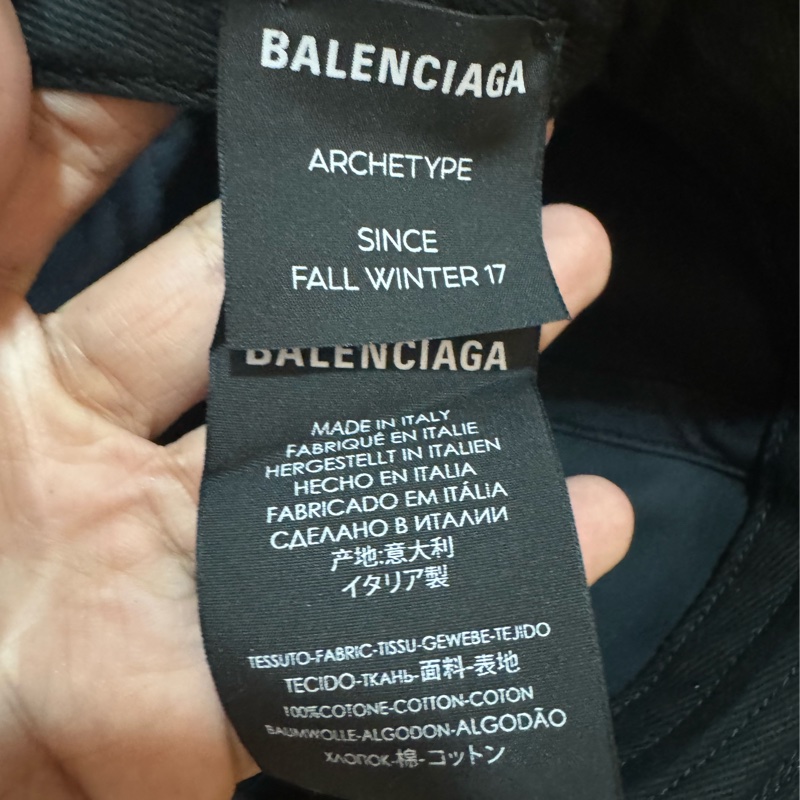 BALENCIAGA
ARCHETYPE
SINCE
FALL WINTER 17
BALENCIAGA
MADE IN ITALY
FABRIQUÉ EN ITALIE
HERGESTELLT IN ITALIEN
HECHO EN ITALIA
FABRICADO EM ITÁLIA
СДЕЛАНО В ИТАЛИИ
产地:意大利
イタリア製
TESSUTO-FABRIC-TISSU-GEWEBE-TEJIDO
TECIDO-ТКАНЬ-面料-表地
100%COTONE-COTTON-COTON
BAUMWOLLE-ALGODON-ALGODÃO
ХЛОПОК-棉-コットン